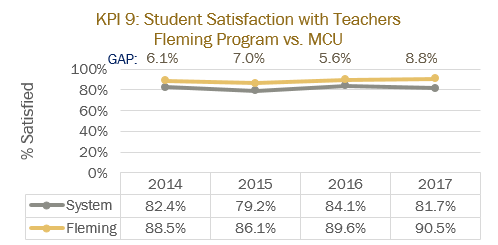 KPI 9: Student Satisfaction with Teachers
Fleming Program vs. MCU
GAP: 6.1% 7.0% 5.6% 8.8%
% Satisfied
100%
80%
60%
40%
20%
0%
2014 2015 2016 2017
System 82.4% 79.2% 84.1% 81.7%
Fleming 88.5% 86.1% 89.6% 90.5%